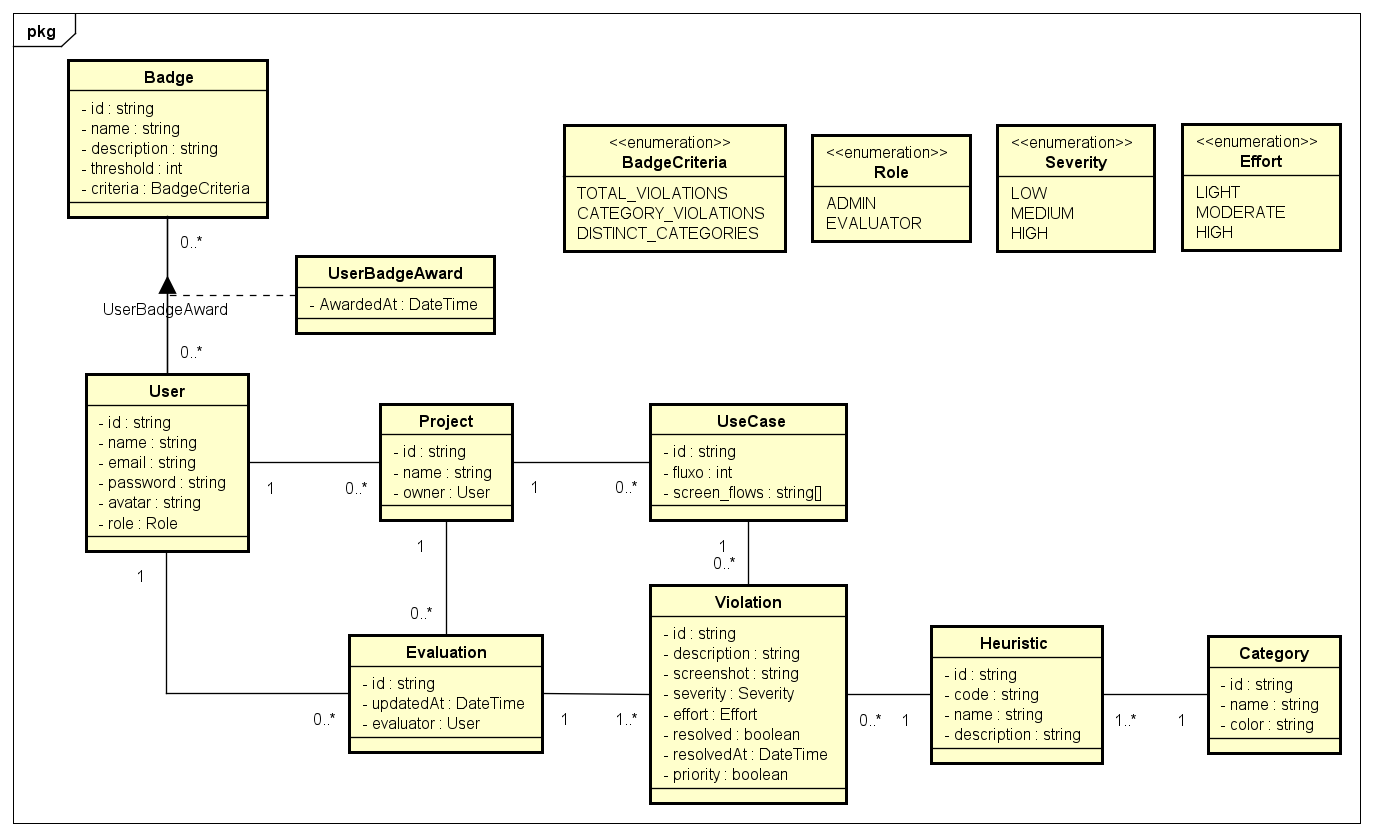 pkg
Badge
- id : string
- name : string
- description : string
- threshold : int
- criteria : BadgeCriteria
<<enumeration>>
BadgeCriteria
TOTAL_VIOLATIONS
CATEGORY_VIOLATIONS
DISTINCT_CATEGORIES
<<enumeration>>
Role
ADMIN
EVALUATOR
<<enumeration>>
Severity
LOW
MEDIUM
HIGH
<<enumeration>>
Effort
LIGHT
MODERATE
HIGH
0..*
UserBadgeAward
- AwardedAt : DateTime
UserBadgeAward
0..*
User
- id : string
- name : string
- email : string
- password : string
- avatar : string
- role : Role
1
0..*
Project
- id : string
- name : string
- owner : User
1
0..*
UseCase
- id : string
- fluxo : int
- screen_flows : string[]
1
0..*
1
0..*
1
0..*
Evaluation
- id : string
- updatedAt : DateTime
- evaluator : User
1
1..*
Violation
- id : string
- description : string
- screenshot : string
- severity : Severity
- effort : Effort
- resolved : boolean
- resolvedAt : DateTime
- priority : boolean
0..*
1
Heuristic
- id : string
- code : string
- name : string
- description : string
1..*
1
Category
- id : string
- name : string
- color : string